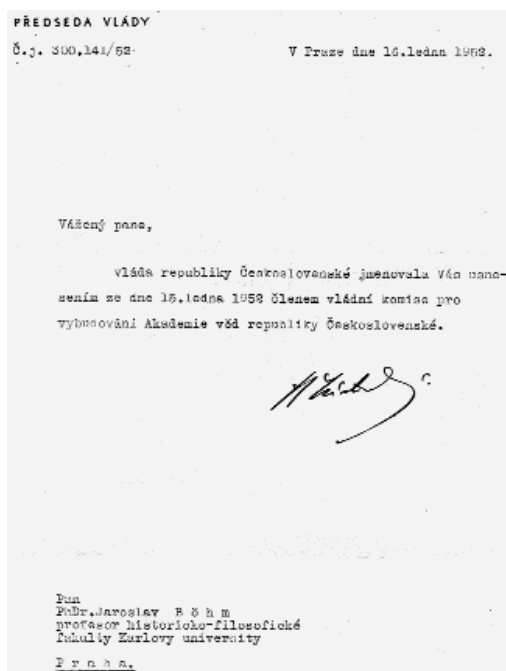 PŘEDSEDA VLÁDY
Č.j. 300.141/52
V Praze dne 16.ledna 1952.
Vážený pane,
vláda republiky Československé jmenovala Vás usne-
sením ze dne 15.ledna 1952 členem vládní komise pro
vybudování Akademie věd republiky Československé.
Pan
PhDr.Jaroslav B ö h m
profesor historicko-filosofické
fakulty Karlovy university
P r a h a.